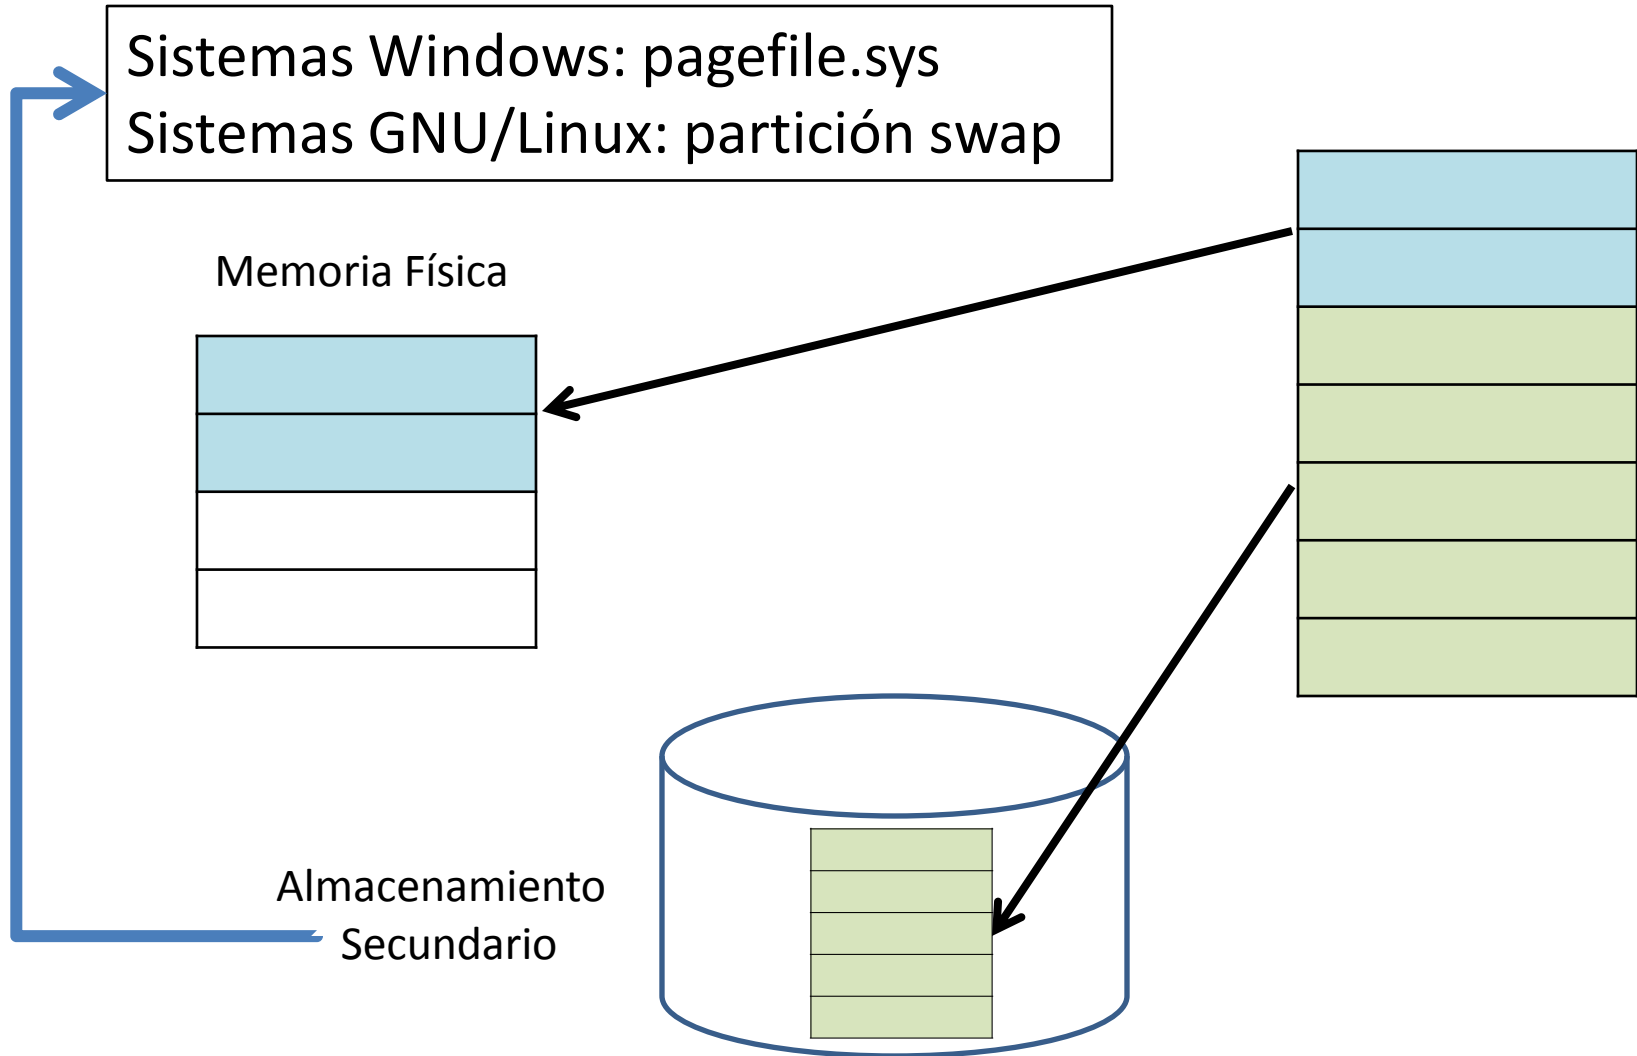 Sistemas Windows: pagefile.sys
Sistemas GNU/Linux: partición swap
Memoria Física
Almacenamiento
Secundario